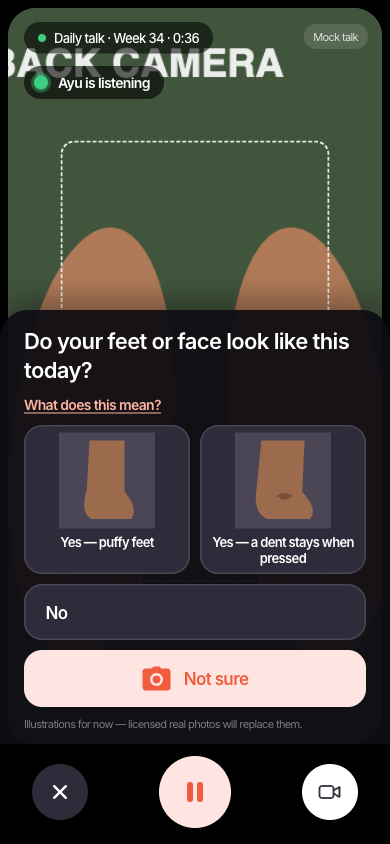 Daily talk · Week 34 · 0:36
Mock talk
BACK CAMERA
Ayu is listening
Do your feet or face look like this
today?
What does this mean?
Yes — puffy feet
Yes — a dent stays when
pressed
No
Not sure
Illustrations for now — licensed real photos will replace them.